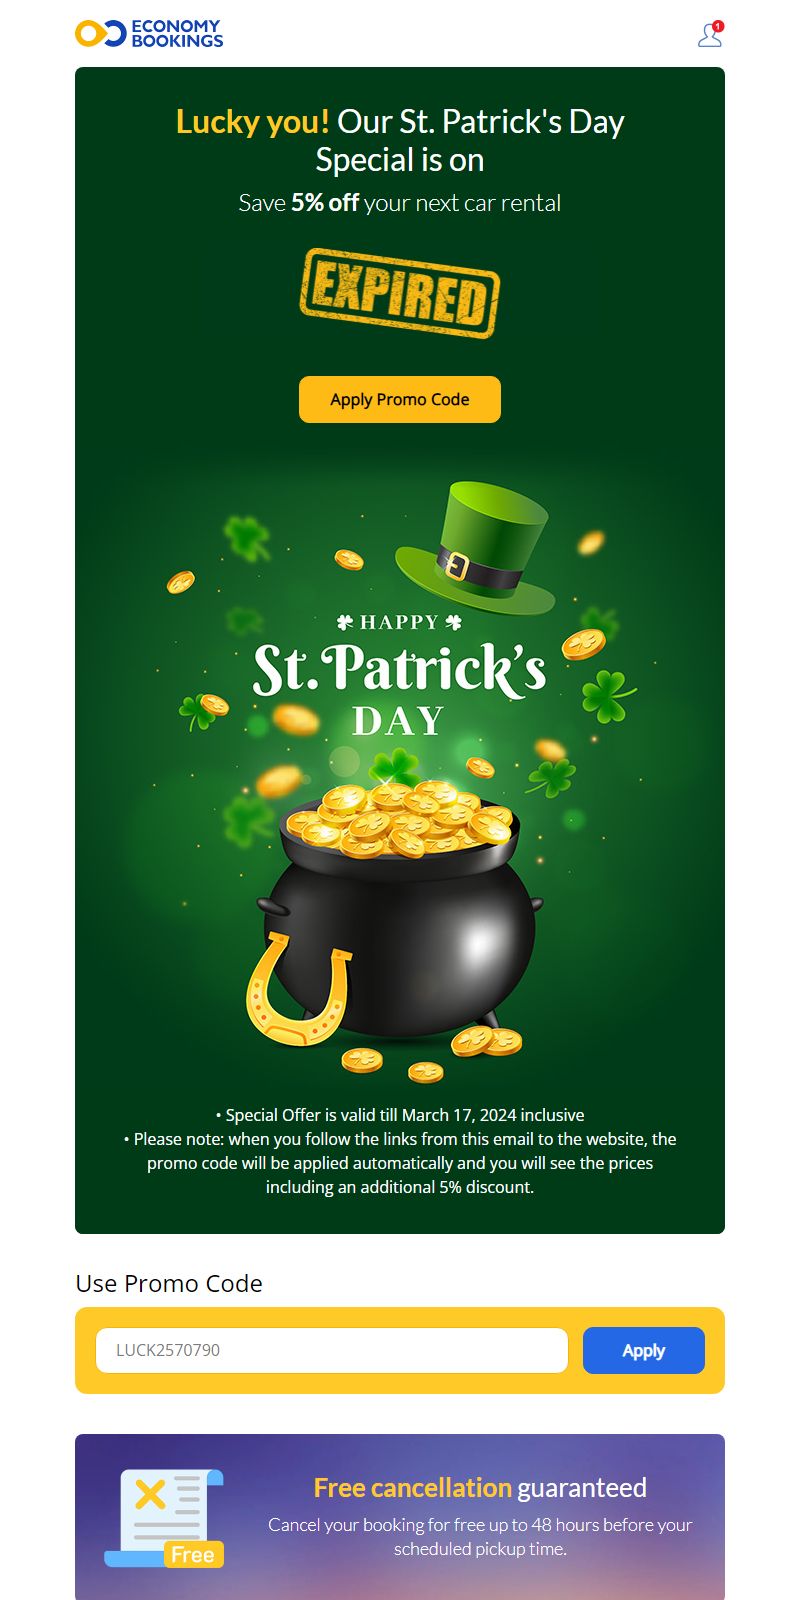 ECONOMY
BOOKINGS
1
Lucky you! Our St. Patrick's Day
Special is on
Save 5% off your next car rental
EXPIRED
Apply Promo Code
HAPPY
St. Patrick's
DAY
• Special Offer is valid till March 17, 2024 inclusive
• Please note: when you follow the links from this email to the website, the
promo code will be applied automatically and you will see the prices
including an additional 5% discount.
Use Promo Code
LUCK2570790
Apply
Free cancellation guaranteed
Cancel your booking for free up to 48 hours before your
scheduled pickup time.
Free